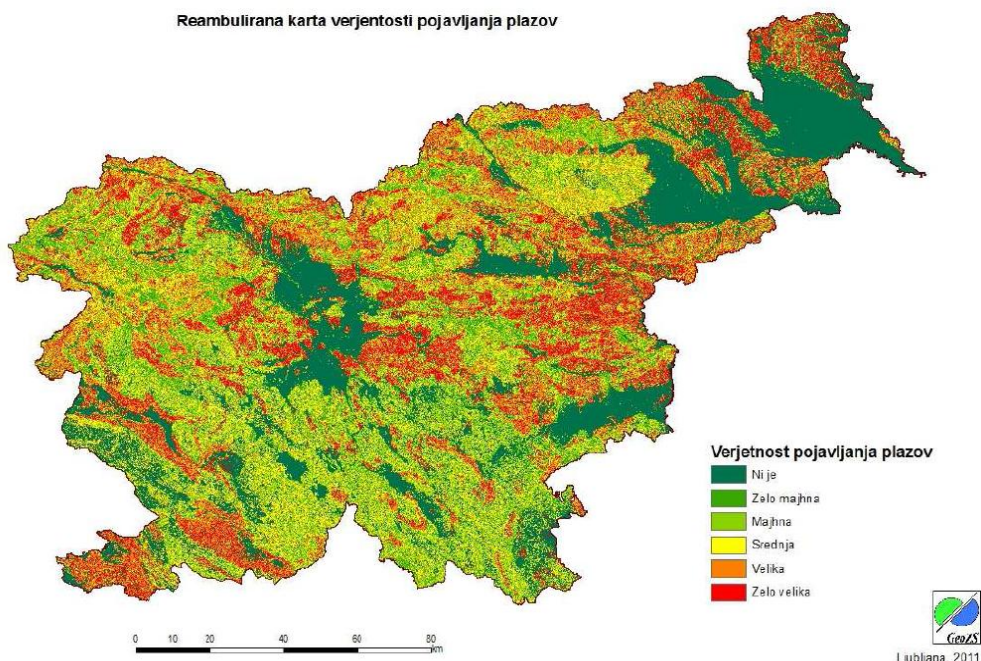 Reambulirana karta verjentosti pojavljanja plazov
Verjetnost pojavljanja plazov
Ni je
Zelo majhna
Majhna
Srednja
Velika
Zelo velika
0 10 20 40 60 80
km
GeoZS
Ljubljana, 2011